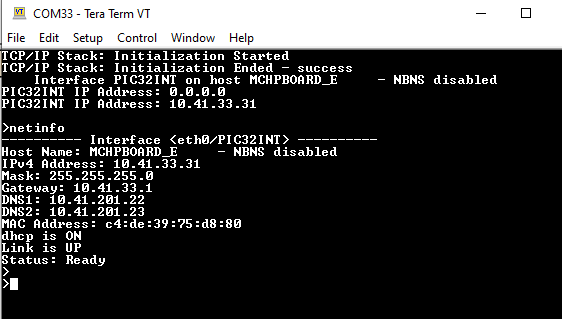 COM33 - Tera Term VT
File Edit Setup Control Window Help
TCP/IP Stack: Initialization Started
TCP/IP Stack: Initialization Ended - success
Interface PIC32INT on host MCHPBOARD_E - NBNS disabled
PIC32INT IP Address: 0.0.0.0
PIC32INT IP Address: 10.41.33.31
>netinfo
---------- Interface <eth0/PIC32INT> ----------
Host Name: MCHPBOARD_E - NBNS disabled
IPv4 Address: 10.41.33.31
Mask: 255.255.255.0
Gateway: 10.41.33.1
DNS1: 10.41.201.22
DNS2: 10.41.201.23
MAC Address: c4:de:39:75:d8:80
dhcp is ON
Link is UP
Status: Ready
>
>